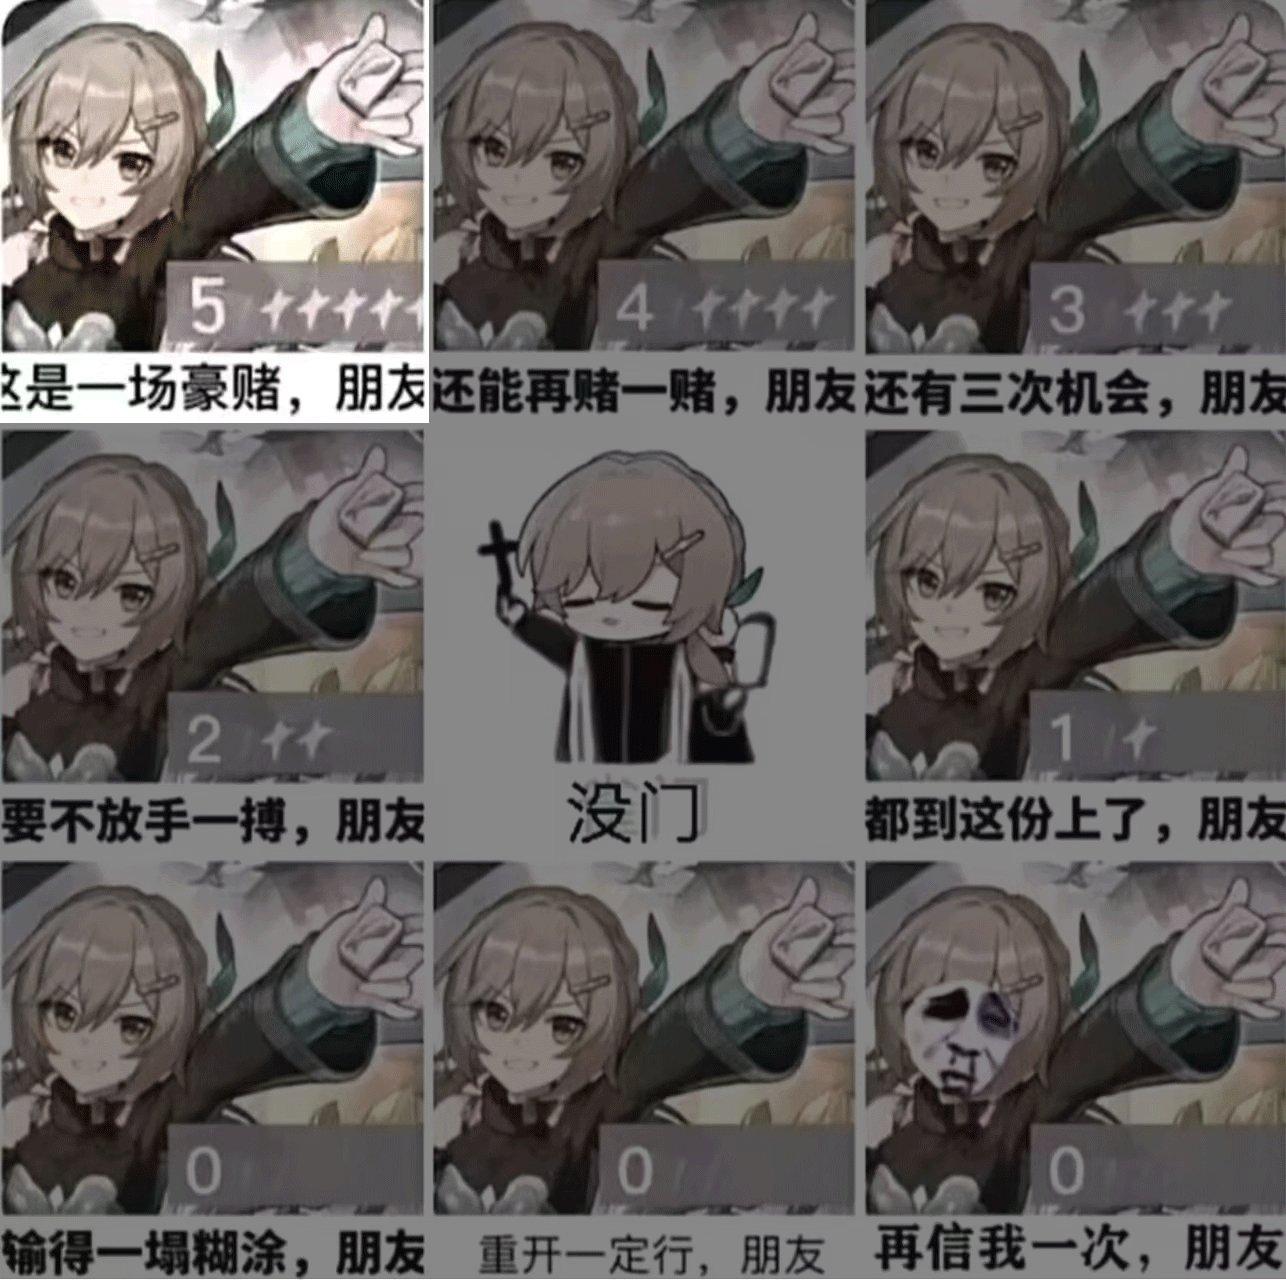 5
这是一场豪赌，朋友
4
还能再赌一赌，朋友
3
还有三次机会，朋友
2
要不放手一搏，朋友
没门
1
都到这份上了，朋友
0
输得一塌糊涂，朋友
0
重开一定行，朋友
0
再信我一次，朋友